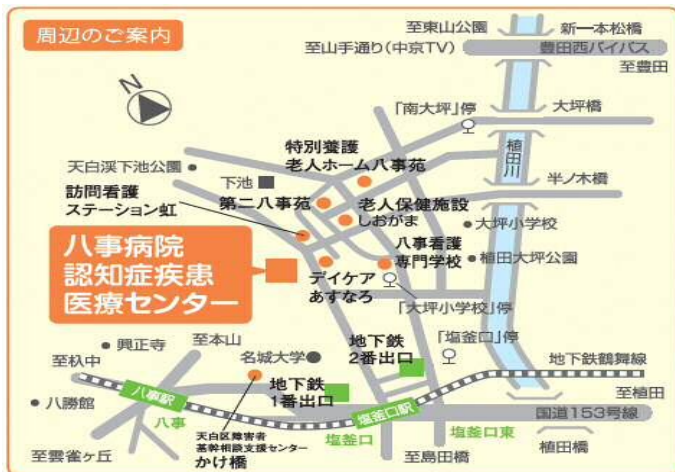 周辺のご案内
至東山公園
新一本松橋
至山手通り(中京TV)
豊田西バイパス
至豊田
N
「南大坪」停
大坪橋
特別養護
老人ホーム八事苑
植田川
天白渓下池公園
下池
半ノ木橋
訪問看護
ステーション虹
第二八事苑
老人保健施設
しおがま
大坪小学校
八事病院
認知症疾患
医療センター
八事看護
専門学校
植田大坪公園
デイケア
あすなろ
「大坪小学校」停
興正寺
至本山
名城大学
地下鉄
2番出口
「塩釜口」停
至杁中
地下鉄鶴舞線
八事駅
地下鉄
1番出口
至植田
八勝館
八事
塩釜口駅
国道153号線
天白区障害者
基幹相談支援センター
かけ橋
塩釜口
塩釜口東
植田橋
至雲雀ヶ丘
至島田橋